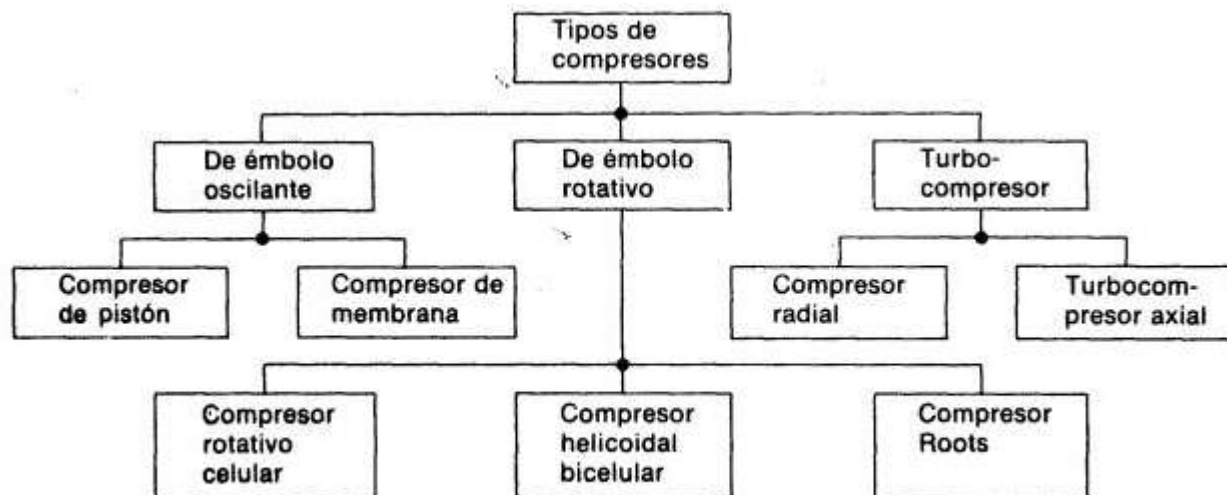 Tipos de
compresores
De émbolo
oscilante
De émbolo
rotativo
Turbo-
compresor
Compresor
de pistón
Compresor de
membrana
Compresor
radial
Turbocom-
presor axial
Compresor
rotativo
celular
Compresor
helicoidal
bicelular
Compresor
Roots